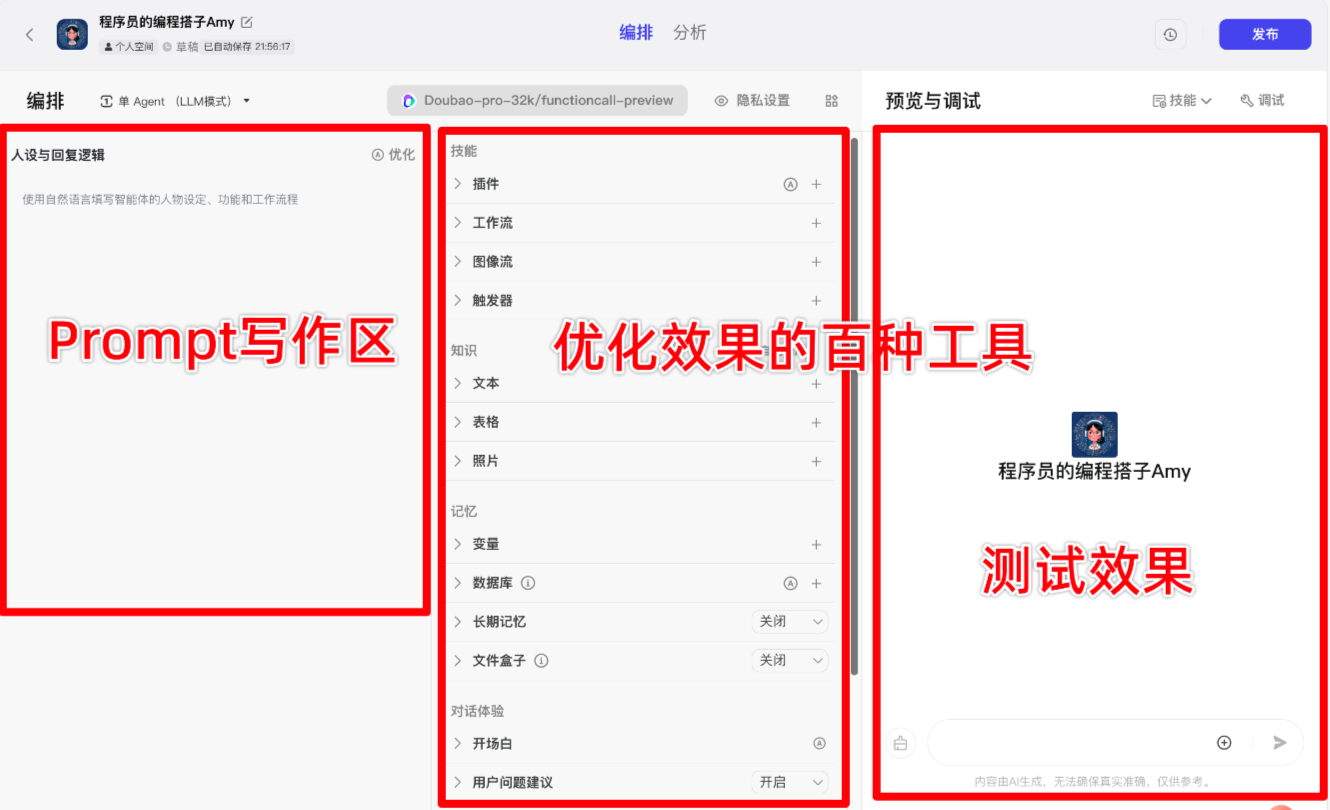 程序员的编程搭子Amy
个人空间 草稿 已自动保存 21:56:17
编排 分析
发布
编排 单 Agent （LLM模式）
Doubao-pro-32k/functioncall-preview 隐私设置
预览与调试 技能 调试
人设与回复逻辑 优化
使用自然语言填写智能体的人物设定、功能和工作流程
Prompt写作区
技能
插件
工作流
图像流
触发器
优化效果的百种工具
知识
文本
表格
照片
记忆
变量
数据库
长期记忆 关闭
文件盒子 关闭
对话体验
开场白
用户问题建议 开启
程序员的编程搭子Amy
测试效果
内容由AI生成，无法确保真实准确，仅供参考。